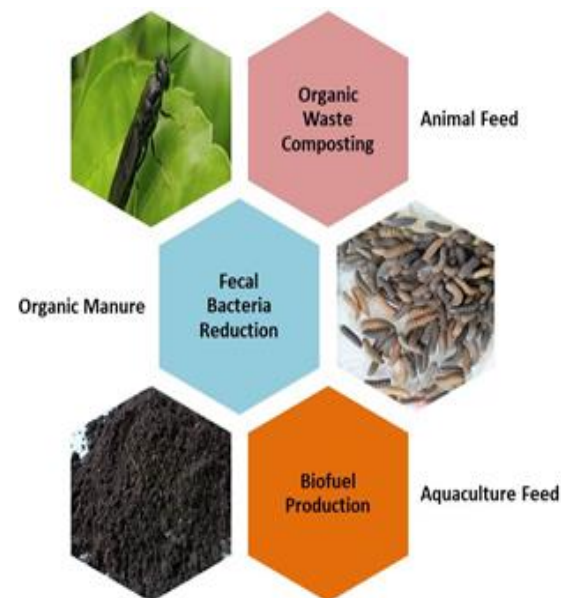 Organic
Waste
Composting
Animal Feed
Organic Manure
Fecal
Bacteria
Reduction
Biofuel
Production
Aquaculture Feed